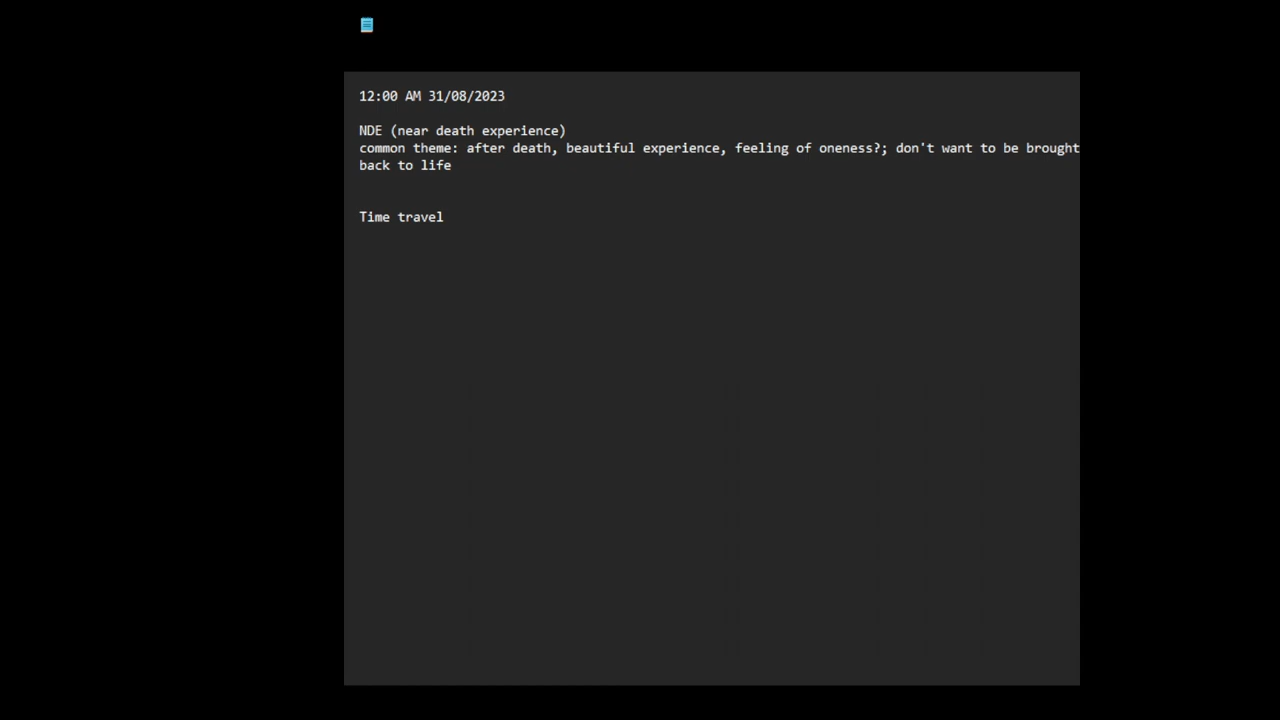 12:00 AM 31/08/2023
NDE (near death experience)
common theme: after death, beautiful experience, feeling of oneness?; don't want to be brought
back to life
Time travel